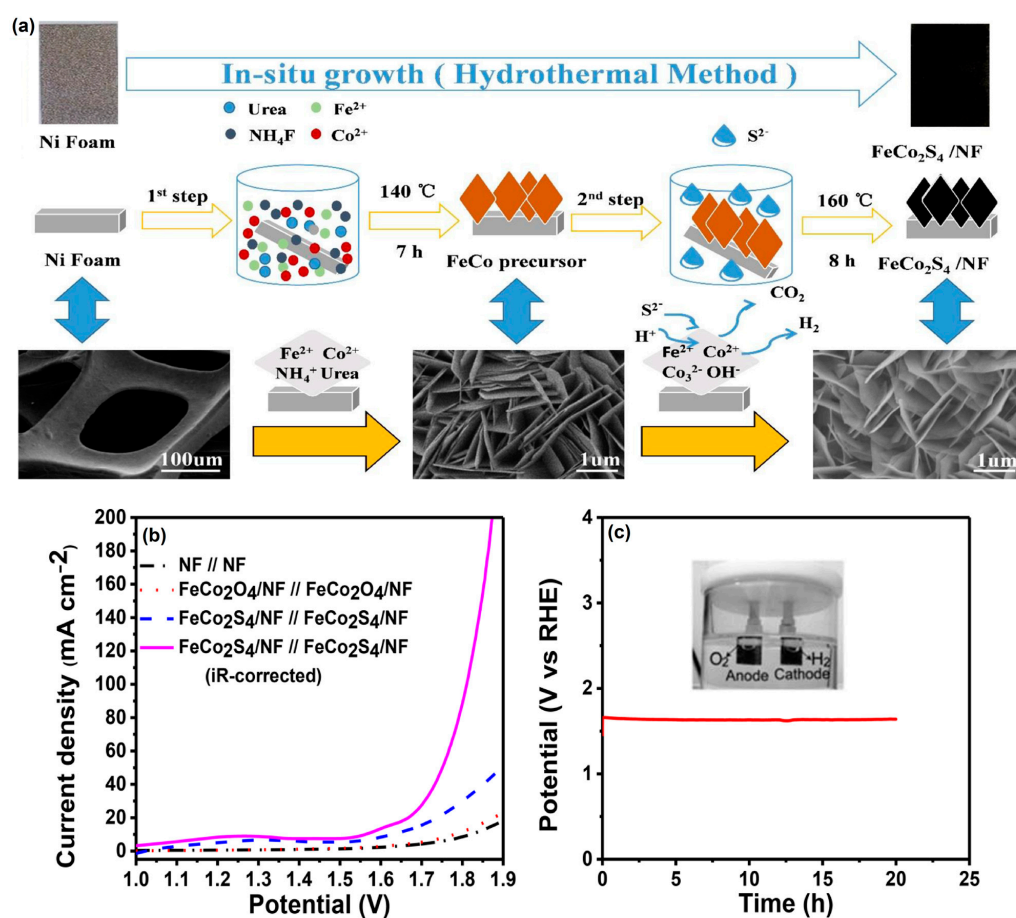 (a)
In-situ growth ( Hydrothermal Method )
Ni Foam
Urea Fe²⁺
NH₄F Co²⁺
S²⁻
FeCo₂S₄ /NF
1ˢᵗ step
140 ℃
7 h
2ⁿᵈ step
160 ℃
8 h
Ni Foam
FeCo precursor
FeCo₂S₄ /NF
Fe²⁺ Co²⁺
NH₄⁺ Urea
S²⁻
H⁺
CO₂
H₂
Fe²⁺ Co²⁺
Co₃²⁻ OH⁻
100um
1um
1um
(b)
NF // NF
FeCo₂O₄/NF // FeCo₂O₄/NF
FeCo₂S₄/NF // FeCo₂S₄/NF
FeCo₂S₄/NF // FeCo₂S₄/NF
(iR-corrected)
Current density (mA cm⁻²)
200
180
160
140
120
100
80
60
40
20
0
1.0 1.1 1.2 1.3 1.4 1.5 1.6 1.7 1.8 1.9
Potential (V)
(c)
Potential (V vs RHE)
4
3
2
1
0
O₂ H₂
Anode Cathode
0 5 10 15 20 25
Time (h)